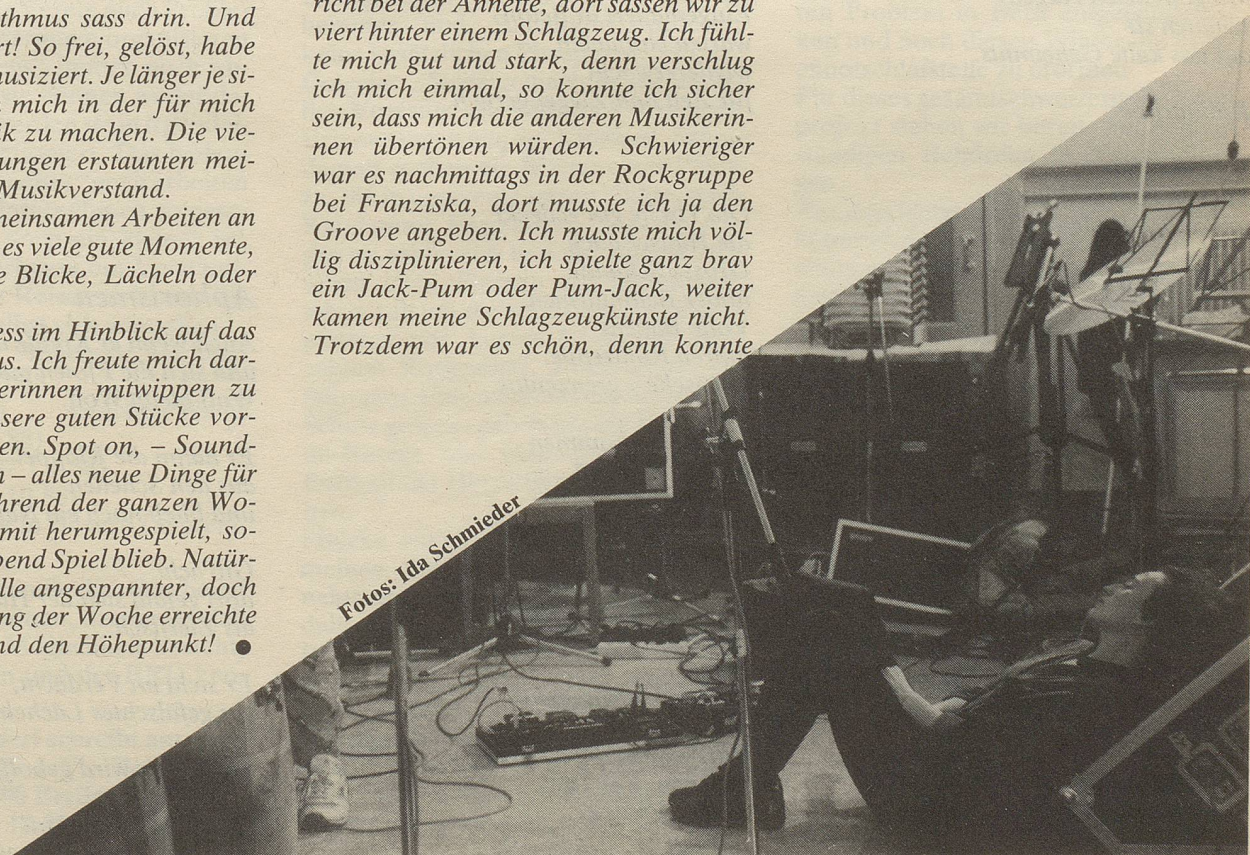 thmus sass drin. Und
rt! So frei, gelöst, habe
musiziert. Je länger je si-
mich in der für mich
ik zu machen. Die vie-
ungen erstaunten mei-
Musikverstand.
meinsamen Arbeiten an
es viele gute Momente,
e Blicke, Lächeln oder
ess im Hinblick auf das
us. Ich freute mich dar-
erinnen mitwippen zu
sere guten Stücke vor-
en. Spot on, – Sound-
n – alles neue Dinge für
hrend der ganzen Wo-
mit herumgespielt, so-
bend Spiel blieb. Natür-
lle angespannter, doch
ng der Woche erreichte
nd den Höhepunkt! ●
richt bei der Annette, dort sassen wir zu
viert hinter einem Schlagzeug. Ich fühl-
te mich gut und stark, denn verschlug
ich mich einmal, so konnte ich sicher
sein, dass mich die anderen Musikerin-
nen übertönen würden. Schwieriger
war es nachmittags in der Rockgruppe
bei Franziska, dort musste ich ja den
Groove angeben. Ich musste mich völ-
lig disziplinieren, ich spielte ganz brav
ein Jack-Pum oder Pum-Jack, weiter
kamen meine Schlagzeugkünste nicht.
Trotzdem war es schön, denn konnte
Fotos: Ida Schmieder